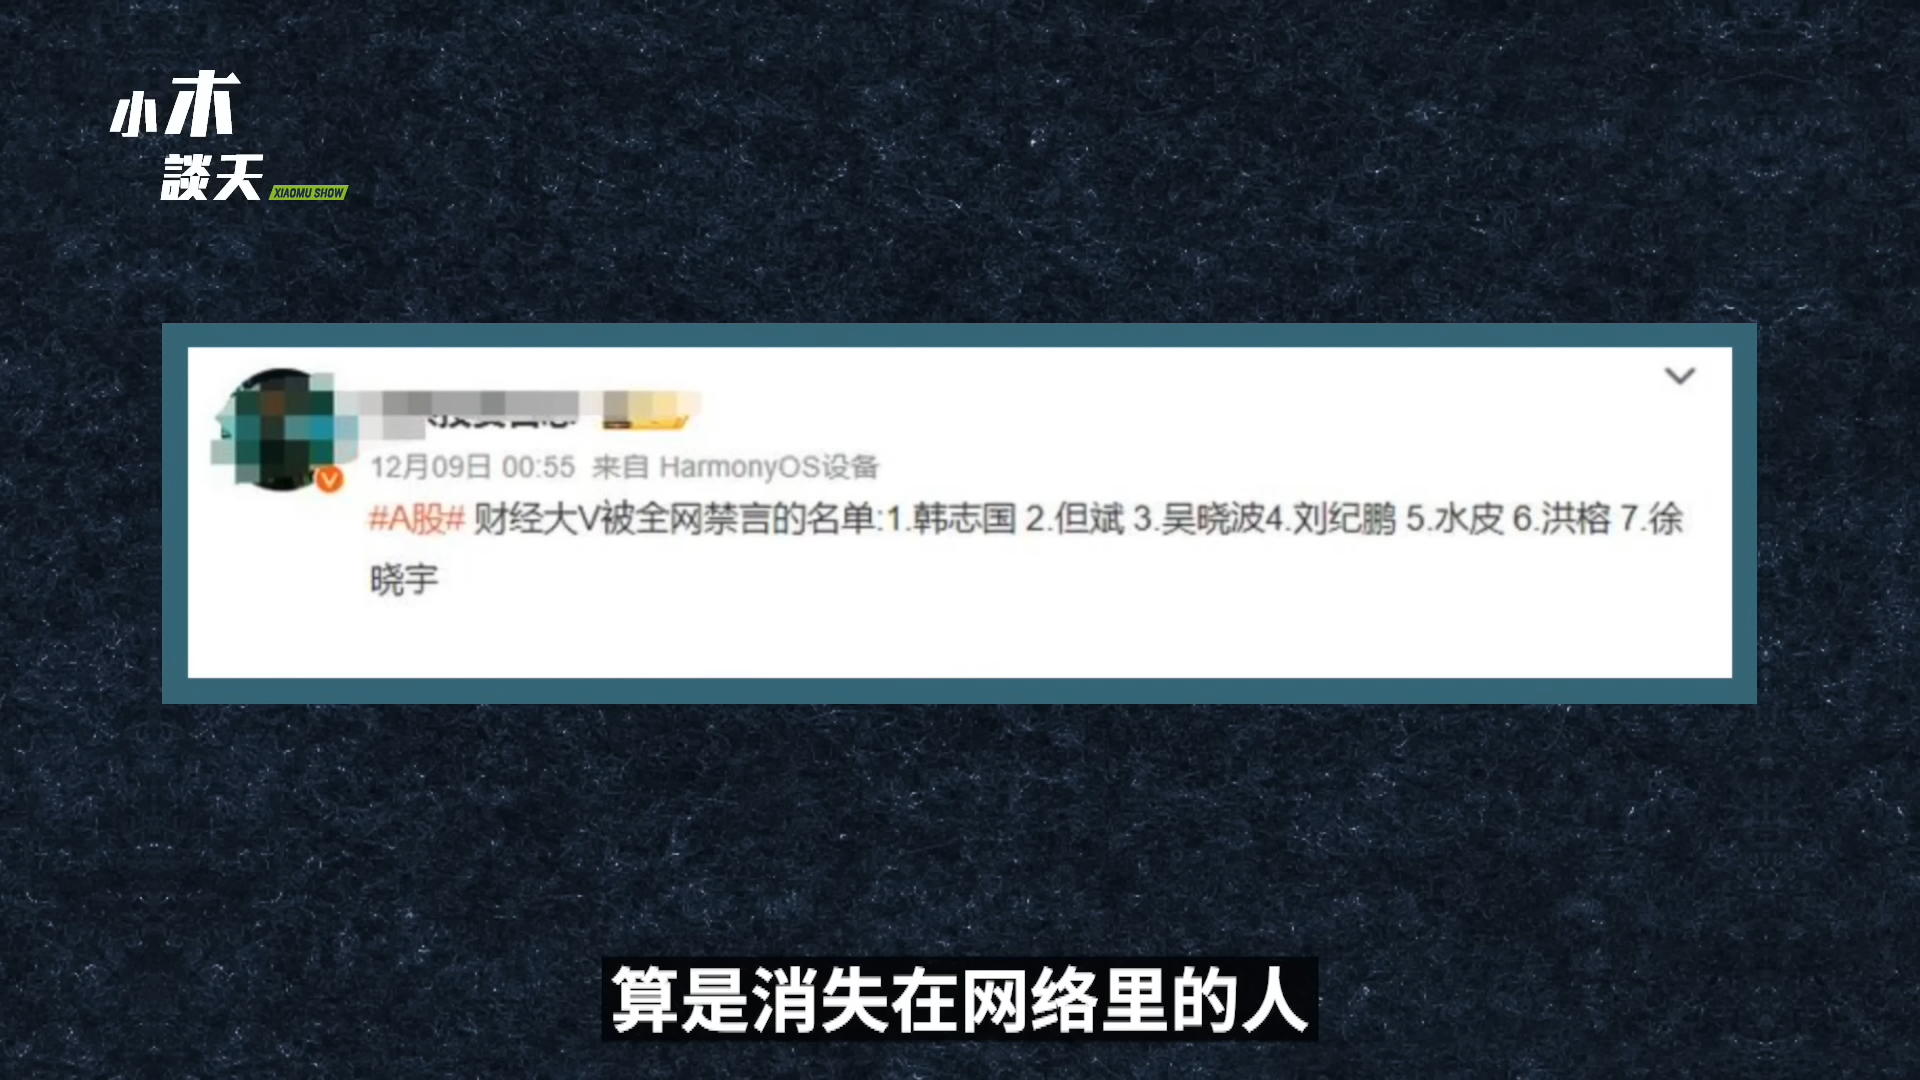 小木
談天 XIAOMU SHOW
12月09日 00:55 来自 HarmonyOS设备
#A股# 财经大V被全网禁言的名单:1.韩志国 2.但斌 3.吴晓波4.刘纪鹏 5.水皮 6.洪榕 7.徐
晓宇
算是消失在网络里的人